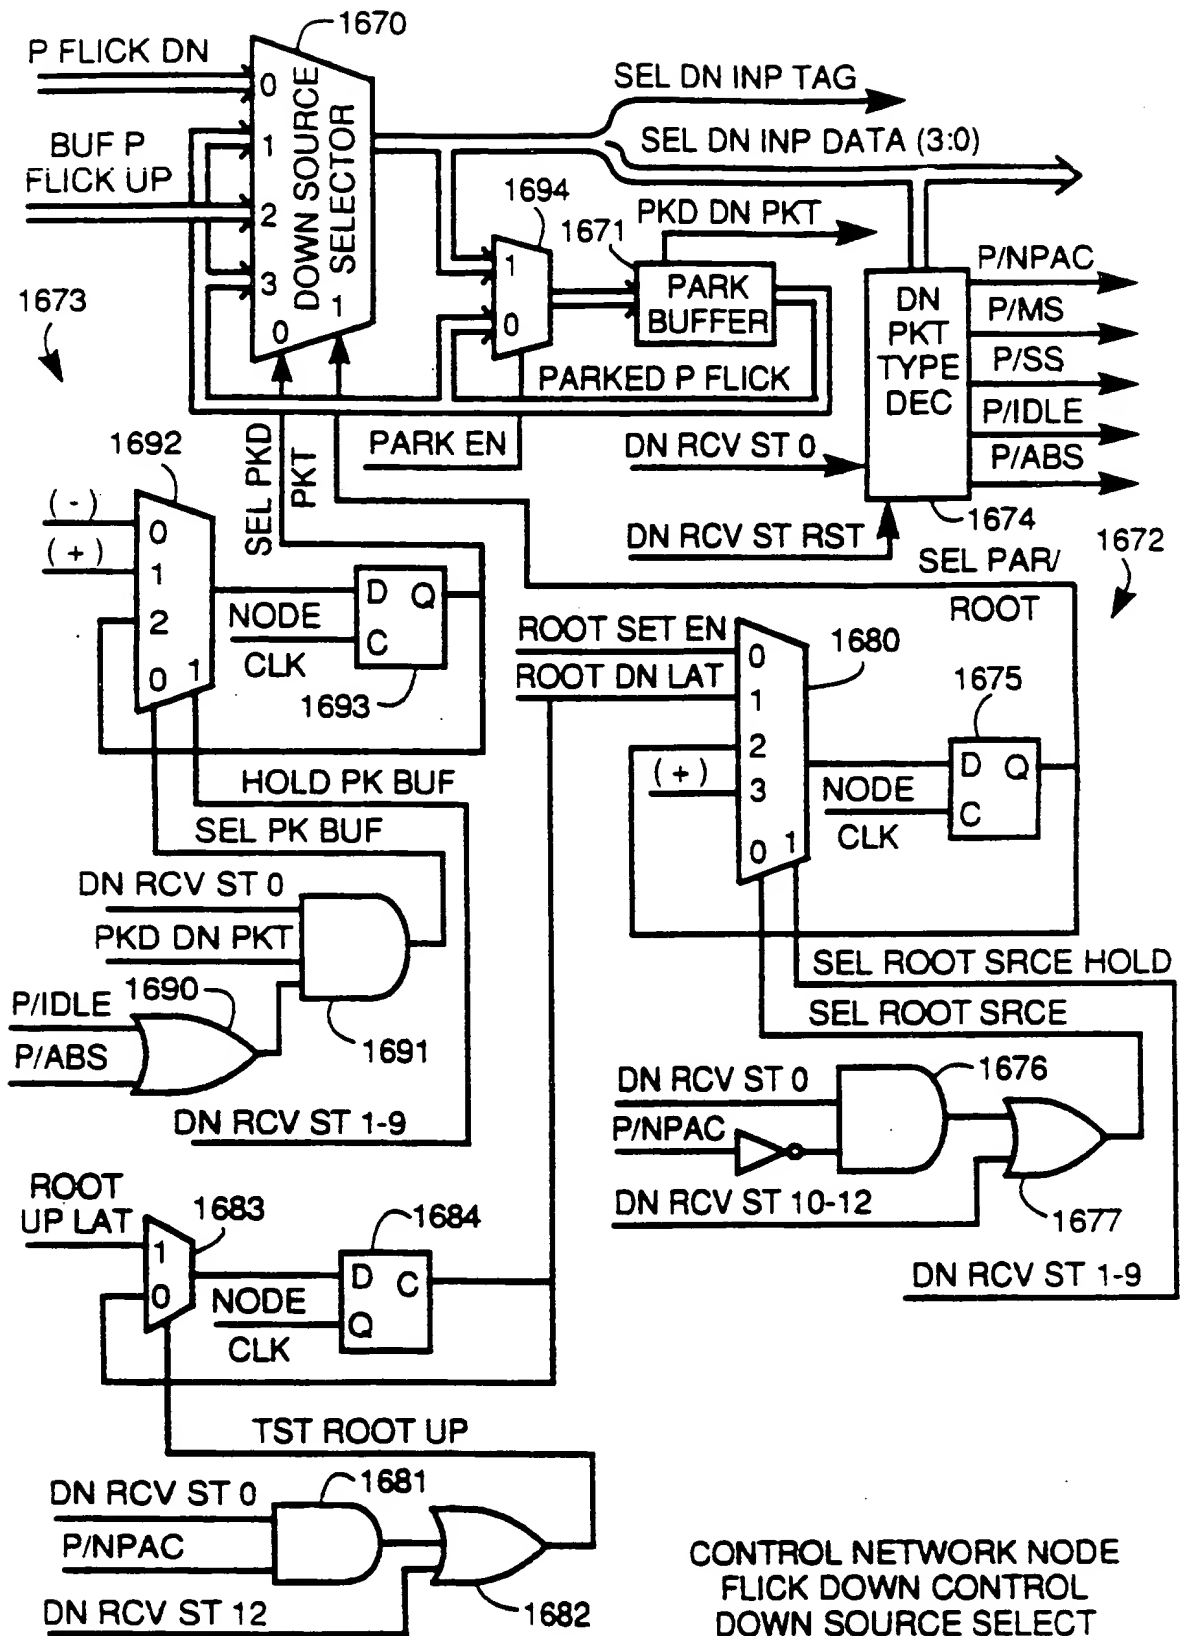 1670
P FLICK DN
0
1
2
3
DOWN SOURCE
SELECTOR
0
1
BUF P
FLICK UP
SEL DN INP TAG
SEL DN INP DATA (3:0)
1694
1
0
1671
PKD DN PKT
PARK
BUFFER
PARKED P FLICK
1673
P/NPAC
P/MS
P/SS
P/IDLE
P/ABS
DN
PKT
TYPE
DEC
1674
DN RCV ST 0
DN RCV ST RST
PARK EN
SEL PKD
PKT
SEL PAR/
ROOT
1672
1692
(-)
(+)
0
1
2
0
1
NODE
CLK
D
Q
C
1693
HOLD PK BUF
SEL PK BUF
DN RCV ST 0
PKD DN PKT
1691
P/IDLE
P/ABS
1690
DN RCV ST 1-9
ROOT SET EN
ROOT DN LAT
(+)
0
1
2
3
0
1
1680
NODE
CLK
1675
D
Q
C
SEL ROOT SRCE HOLD
SEL ROOT SRCE
DN RCV ST 0
P/NPAC
1676
DN RCV ST 10-12
1677
DN RCV ST 1-9
ROOT
UP LAT
1683
1
0
NODE
CLK
1684
D
C
Q
TST ROOT UP
DN RCV ST 0
P/NPAC
1681
DN RCV ST 12
1682
CONTROL NETWORK NODE
FLICK DOWN CONTROL
DOWN SOURCE SELECT